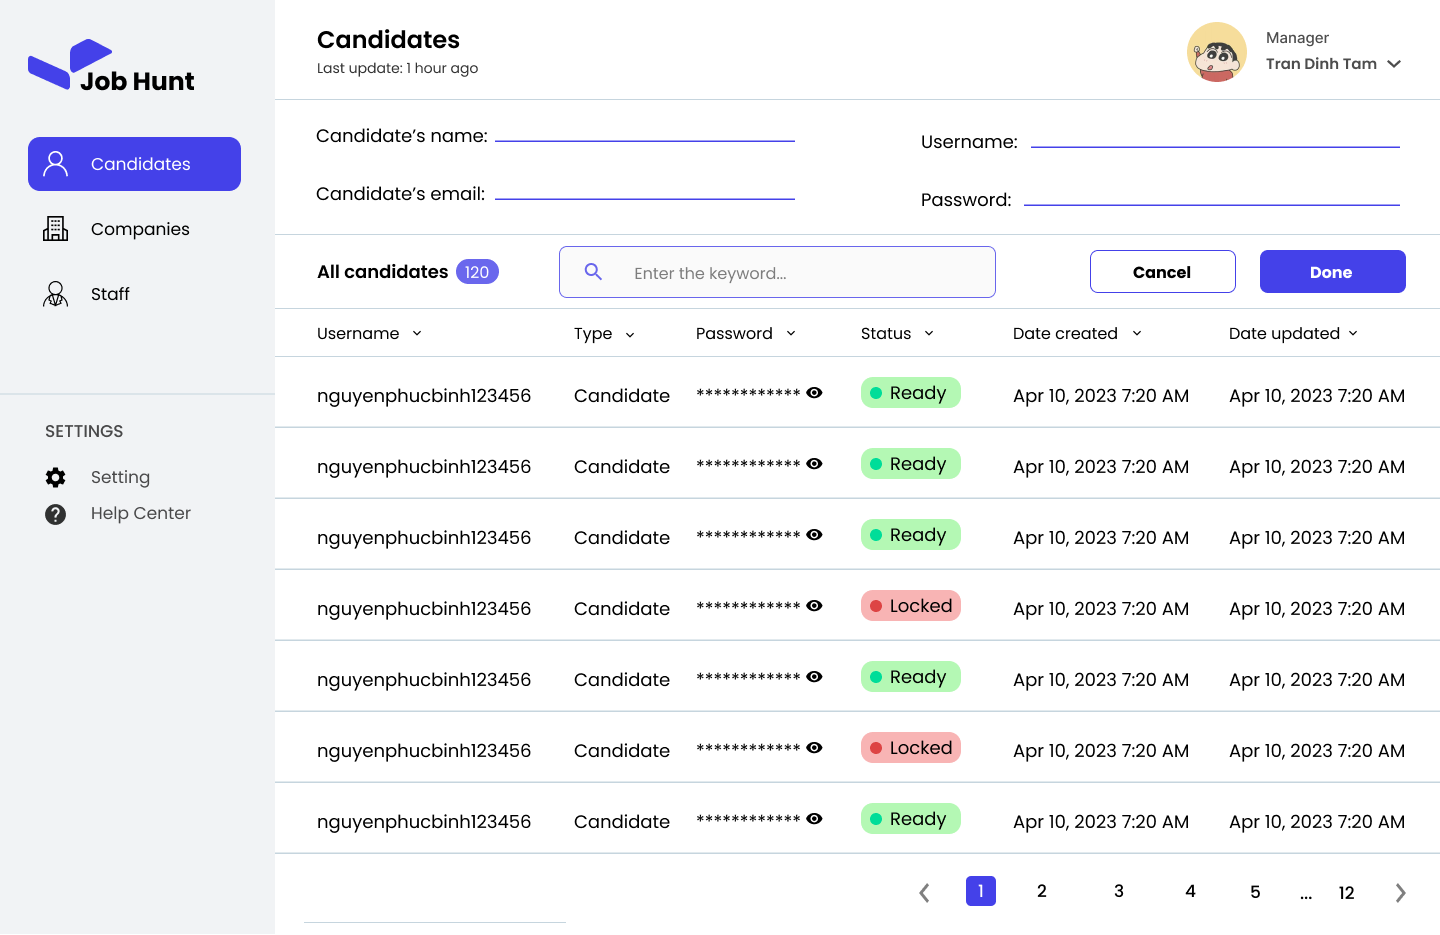 Job Hunt
Candidates
Companies
Staff
SETTINGS
Setting
Help Center
Candidates
Last update: 1 hour ago
Manager
Tran Dinh Tam
Candidate’s name:
Username:
Candidate’s email:
Password:
All candidates 120 Enter the keyword... Cancel Done
Username Type Password Status Date created Date updated
nguyenphucbinh123456 Candidate ************ Ready Apr 10, 2023 7:20 AM Apr 10, 2023 7:20 AM
nguyenphucbinh123456 Candidate ************ Ready Apr 10, 2023 7:20 AM Apr 10, 2023 7:20 AM
nguyenphucbinh123456 Candidate ************ Ready Apr 10, 2023 7:20 AM Apr 10, 2023 7:20 AM
nguyenphucbinh123456 Candidate ************ Locked Apr 10, 2023 7:20 AM Apr 10, 2023 7:20 AM
nguyenphucbinh123456 Candidate ************ Ready Apr 10, 2023 7:20 AM Apr 10, 2023 7:20 AM
nguyenphucbinh123456 Candidate ************ Locked Apr 10, 2023 7:20 AM Apr 10, 2023 7:20 AM
nguyenphucbinh123456 Candidate ************ Ready Apr 10, 2023 7:20 AM Apr 10, 2023 7:20 AM
1 2 3 4 5 ... 12